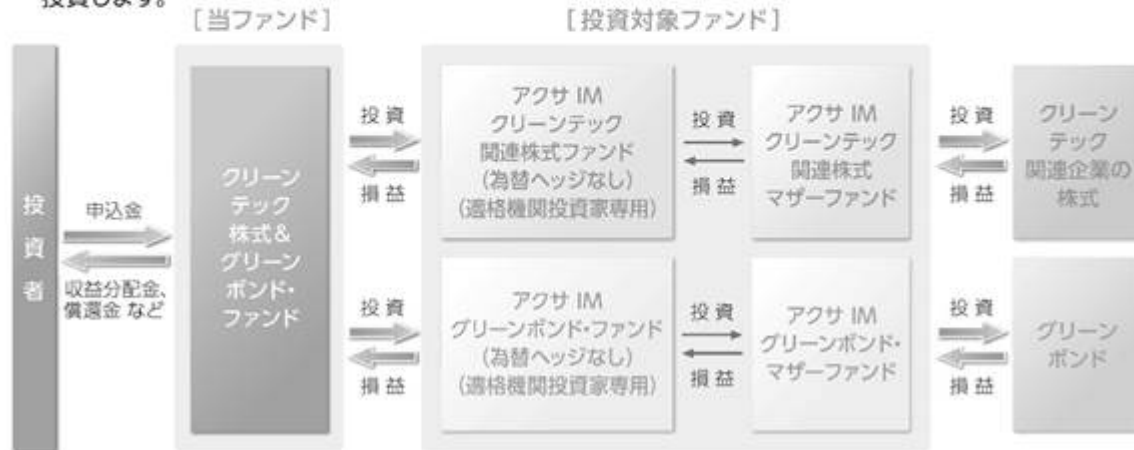 投資します。
[当ファンド]
[投資対象ファンド]
投資者
申込金
収益分配金、
償還金 など
クリーン
テック
株式&
グリーン
ボンド・
ファンド
投資
損益
投資
損益
アクサ IM
クリーンテック
関連株式ファンド
(為替ヘッジなし)
(適格機関投資家専用)
投資
損益
アクサ IM
クリーンテック
関連株式
マザーファンド
投資
損益
クリーン
テック
関連企業の
株式
アクサ IM
グリーンボンド・ファンド
(為替ヘッジなし)
(適格機関投資家専用)
投資
損益
アクサ IM
グリーンボンド・
マザーファンド
投資
損益
グリーン
ボンド